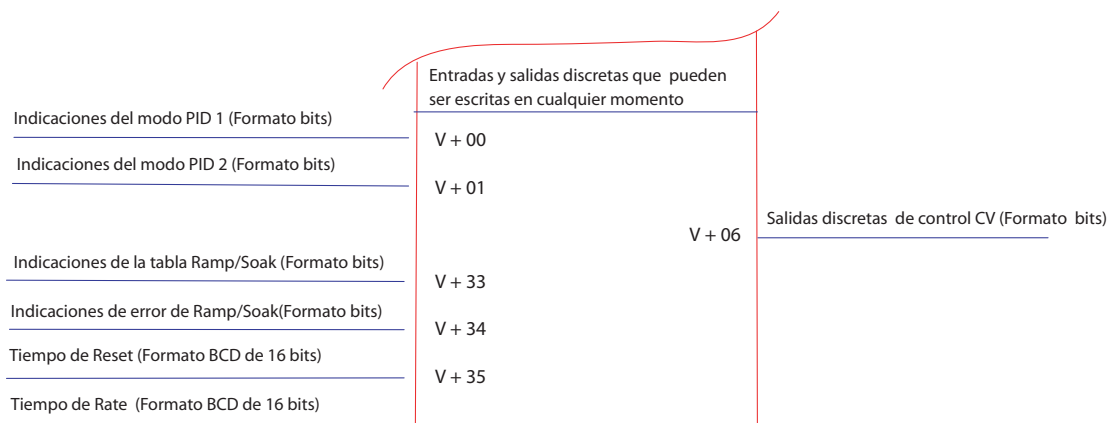 Entradas y salidas discretas que pueden
ser escritas en cualquier momento
Indicaciones del modo PID 1 (Formato bits)
V + 00
Indicaciones del modo PID 2 (Formato bits)
V + 01
Salidas discretas de control CV (Formato bits)
V + 06
Indicaciones de la tabla Ramp/Soak (Formato bits)
V + 33
Indicaciones de error de Ramp/Soak(Formato bits)
V + 34
Tiempo de Reset (Formato BCD de 16 bits)
V + 35
Tiempo de Rate (Formato BCD de 16 bits)